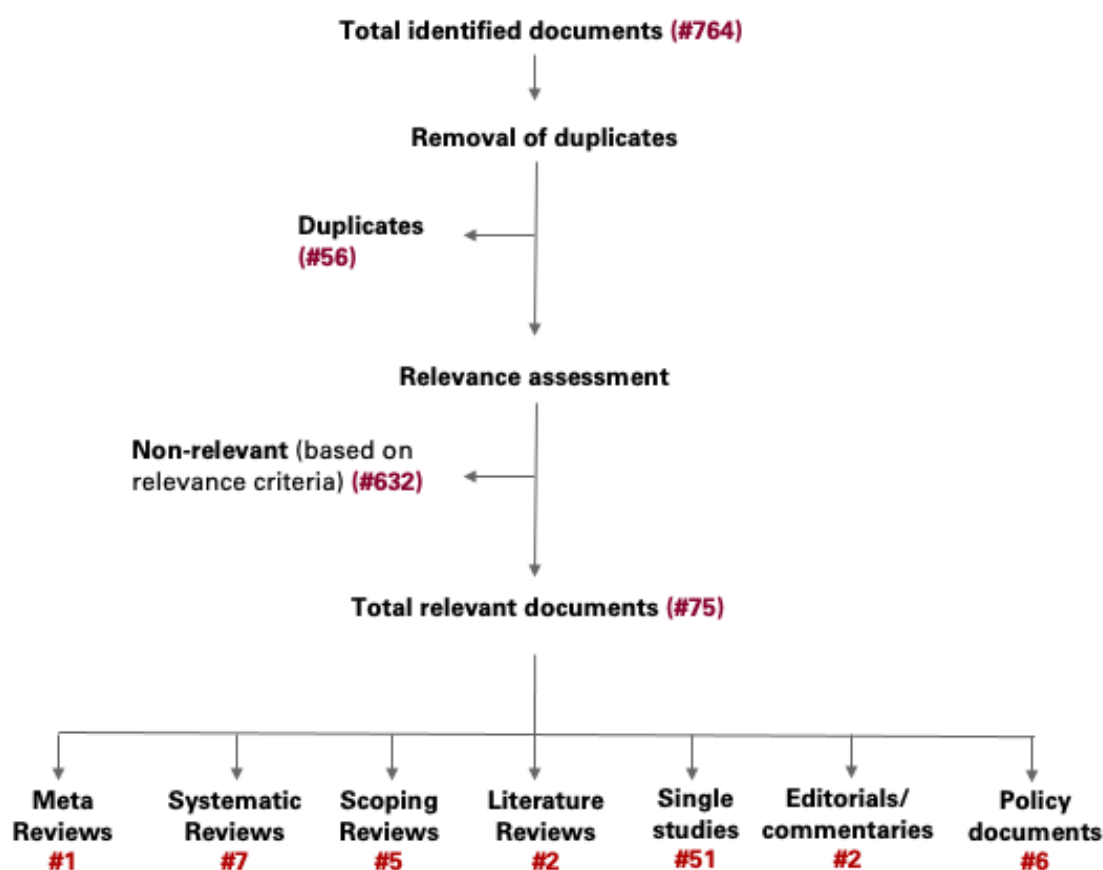 Total identified documents (#764)
Removal of duplicates
Duplicates
(#56)
Relevance assessment
Non-relevant (based on
relevance criteria) (#632)
Total relevant documents (#75)
Meta
Reviews
#1
Systematic
Reviews
#7
Scoping
Reviews
#5
Literature
Reviews
#2
Single
studies
#51
Editorials/
commentaries
#2
Policy
documents
#6